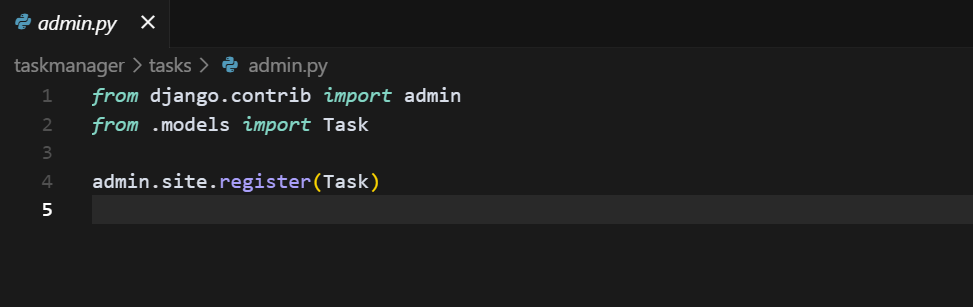 admin.py
taskmanager > tasks > admin.py
1 from django.contrib import admin
2 from .models import Task
3
4 admin.site.register(Task)
5